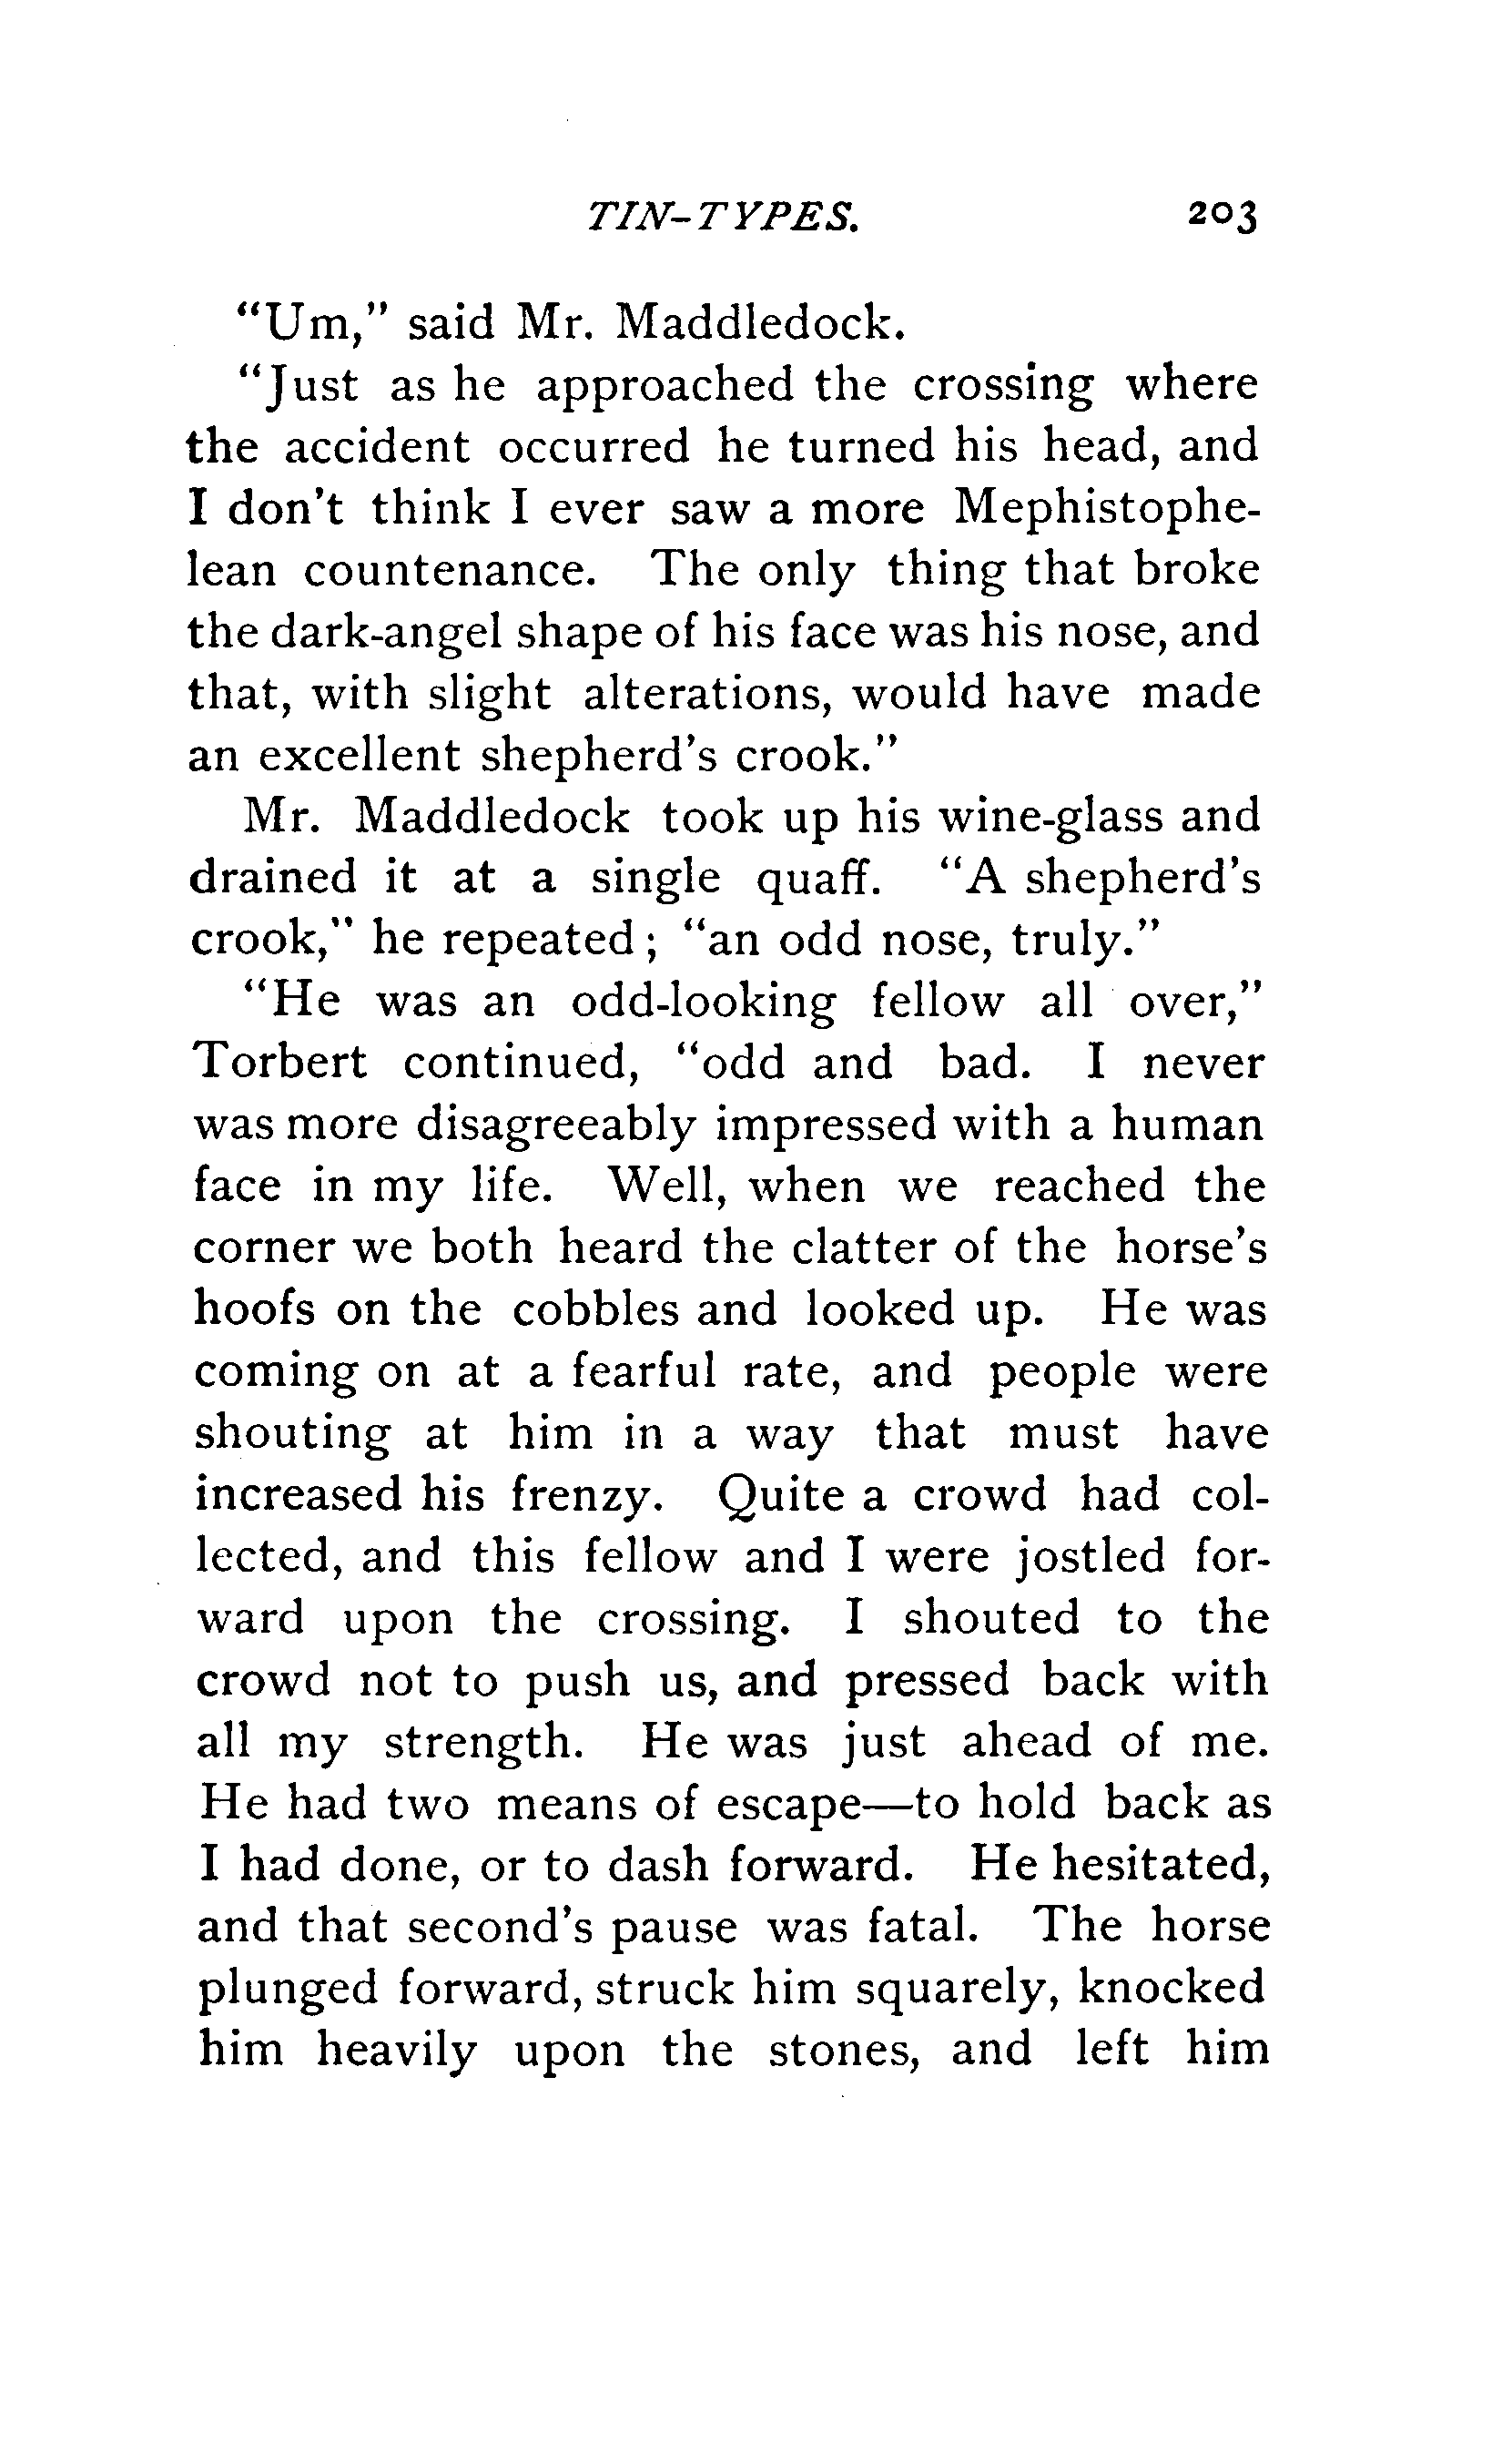 TIN-TYPES. 203
“Um,” said Mr. Maddledock.
“Just as he approached the crossing where
the accident occurred he turned his head, and
I don't think I ever saw a more Mephistophe-
lean countenance. The only thing that broke
the dark-angel shape of his face was his nose, and
that, with slight alterations, would have made
an excellent shepherd's crook.”
Mr. Maddledock took up his wine-glass and
drained it at a single quaff. “A shepherd's
crook,” he repeated; “an odd nose, truly.”
“He was an odd-looking fellow all over,”
Torbert continued, “odd and bad. I never
was more disagreeably impressed with a human
face in my life. Well, when we reached the
corner we both heard the clatter of the horse's
hoofs on the cobbles and looked up. He was
coming on at a fearful rate, and people were
shouting at him in a way that must have
increased his frenzy. Quite a crowd had col-
lected, and this fellow and I were jostled for-
ward upon the crossing. I shouted to the
crowd not to push us, and pressed back with
all my strength. He was just ahead of me.
He had two means of escape—to hold back as
I had done, or to dash forward. He hesitated,
and that second's pause was fatal. The horse
plunged forward, struck him squarely, knocked
him heavily upon the stones, and left him